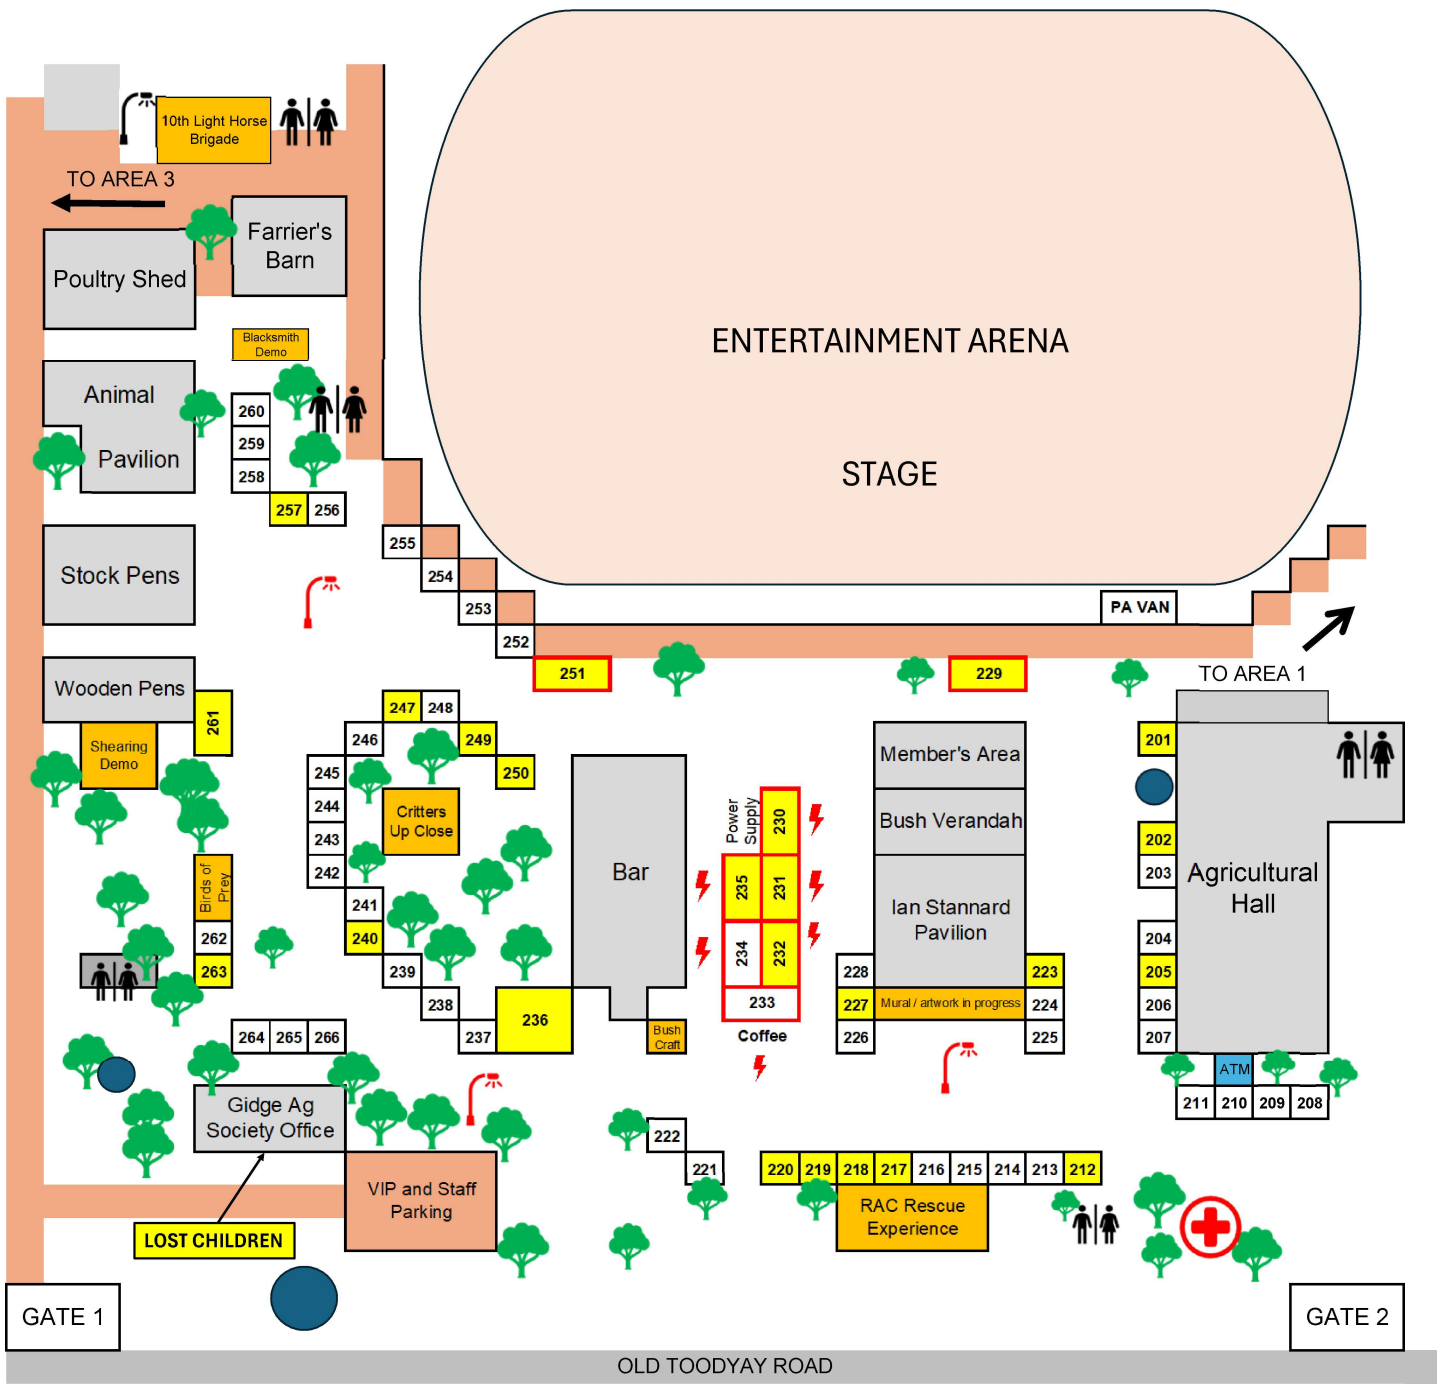 10th Light Horse
Brigade
TO AREA 3
Farrier's
Barn
Poultry Shed
ENTERTAINMENT ARENA
STAGE
Blacksmith
Demo
Animal
Pavilion
260
259
258
257
256
Stock Pens
255
254
253
252
251
PA VAN
229
TO AREA 1
Wooden Pens
261
Shearing
Demo
247
248
246
249
245
250
244
243
242
241
240
239
238
237
236
Critters
Up Close
Birds of
Prey
262
263
264
265
266
Bar
Bush
Craft
Power
Supply
230
235
231
234
232
233
Coffee
Member's Area
Bush Verandah
Ian Stannard
Pavilion
228
227
226
Mural / artwork in progress
223
224
225
201
202
203
204
205
206
207
Agricultural
Hall
ATM
211
210
209
208
Gidge Ag
Society Office
VIP and Staff
Parking
LOST CHILDREN
222
221
220
219
218
217
216
215
214
213
212
RAC Rescue
Experience
GATE 1
GATE 2
OLD TOODYAY ROAD